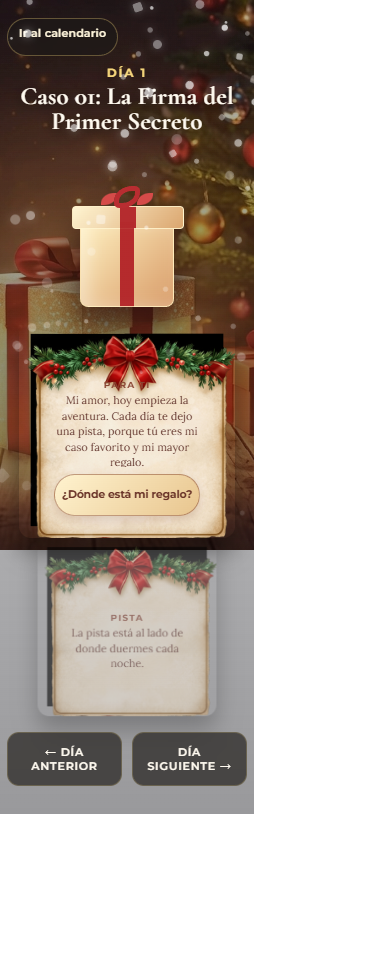 Ir al calendario
DÍA 1
Caso 01: La Firma del
Primer Secreto
PARA TI
Mi amor, hoy empieza la
aventura. Cada día te dejo
una pista, porque tú eres mi
caso favorito y mi mayor
regalo.
¿Dónde está mi regalo?
PISTA
La pista está al lado de
donde duermes cada
noche.
← DÍA
ANTERIOR
DÍA
SIGUIENTE →